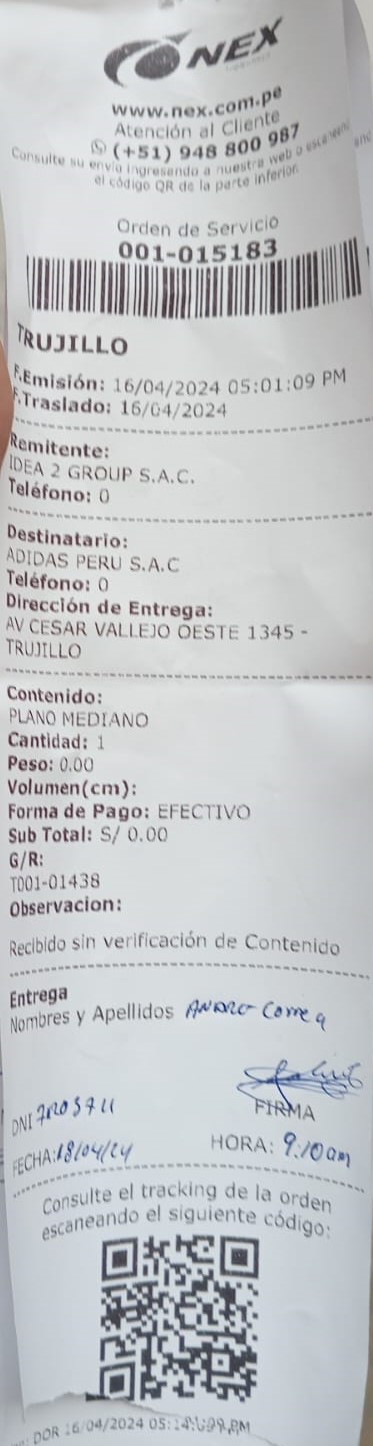 NEX
www.nex.com.pe
Atención al Cliente
(+51) 948 800 987
Consulte su envío ingresando a nuestra web o escaneando
el código QR de la parte inferior
Orden de Servicio
001-015183
TRUJILLO
F.Emisión: 16/04/2024 05:01:09 PM
F.Traslado: 16/04/2024
Remitente:
IDEA 2 GROUP S.A.C.
Teléfono: 0
Destinatario:
ADIDAS PERU S.A.C
Teléfono: 0
Dirección de Entrega:
AV CESAR VALLEJO OESTE 1345 -
TRUJILLO
Contenido:
PLANO MEDIANO
Cantidad: 1
Peso: 0.00
Volumen(cm):
Forma de Pago: EFECTIVO
Sub Total: S/ 0.00
G/R:
T001-01438
Observacion:
Recibido sin verificación de Contenido
Entrega
Nombres y Apellidos Correa
FIRMA
DNI
FECHA: 18/04/24 HORA: 9:10 am
Consulte el tracking de la orden
escaneando el siguiente código:
DOR 16/04/2024 PM